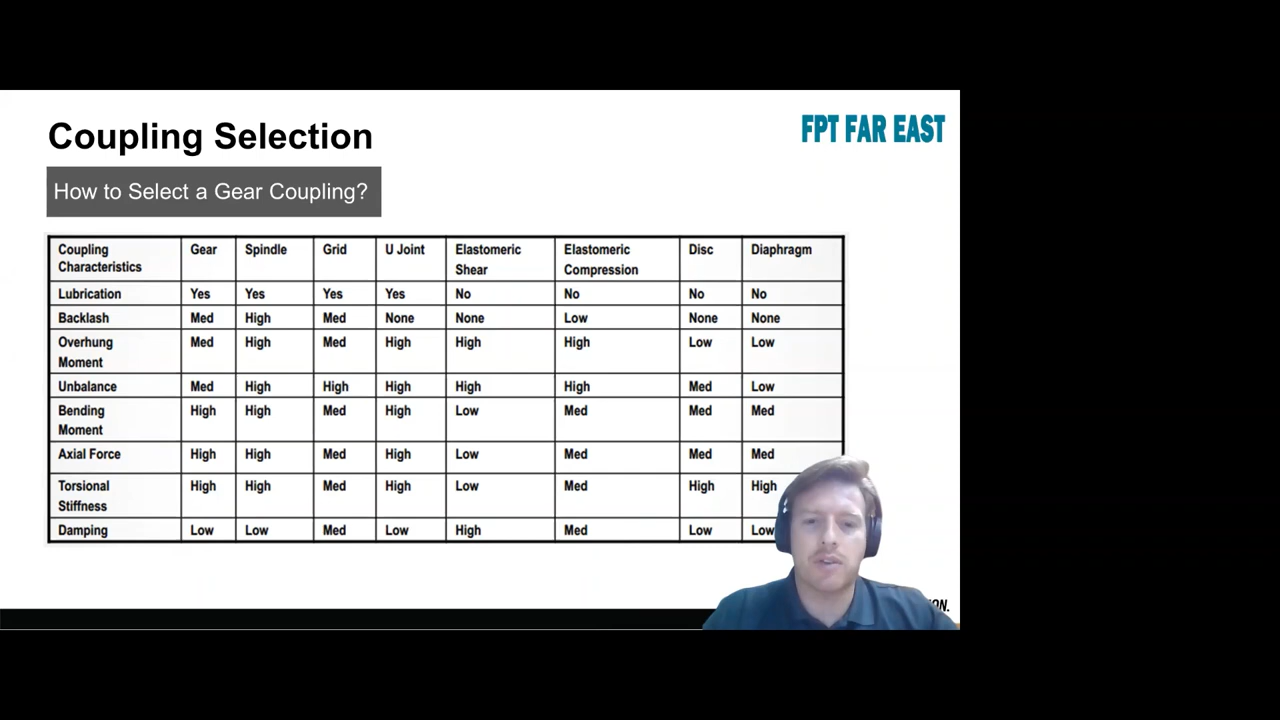 Coupling Selection
FPT FAR EAST
How to Select a Gear Coupling?
Coupling Characteristics Gear Spindle Grid U Joint Elastomeric Shear Elastomeric Compression Disc Diaphragm
Lubrication Yes Yes Yes Yes No No No No
Backlash Med High Med None None Low None None
Overhung Moment Med High Med High High High Low Low
Unbalance Med High High High High High Med Low
Bending Moment High High Med High Low Med Med Med
Axial Force High High Med High Low Med Med Med
Torsional Stiffness High High Med High Low Med High High
Damping Low Low Med Low High Med Low Low